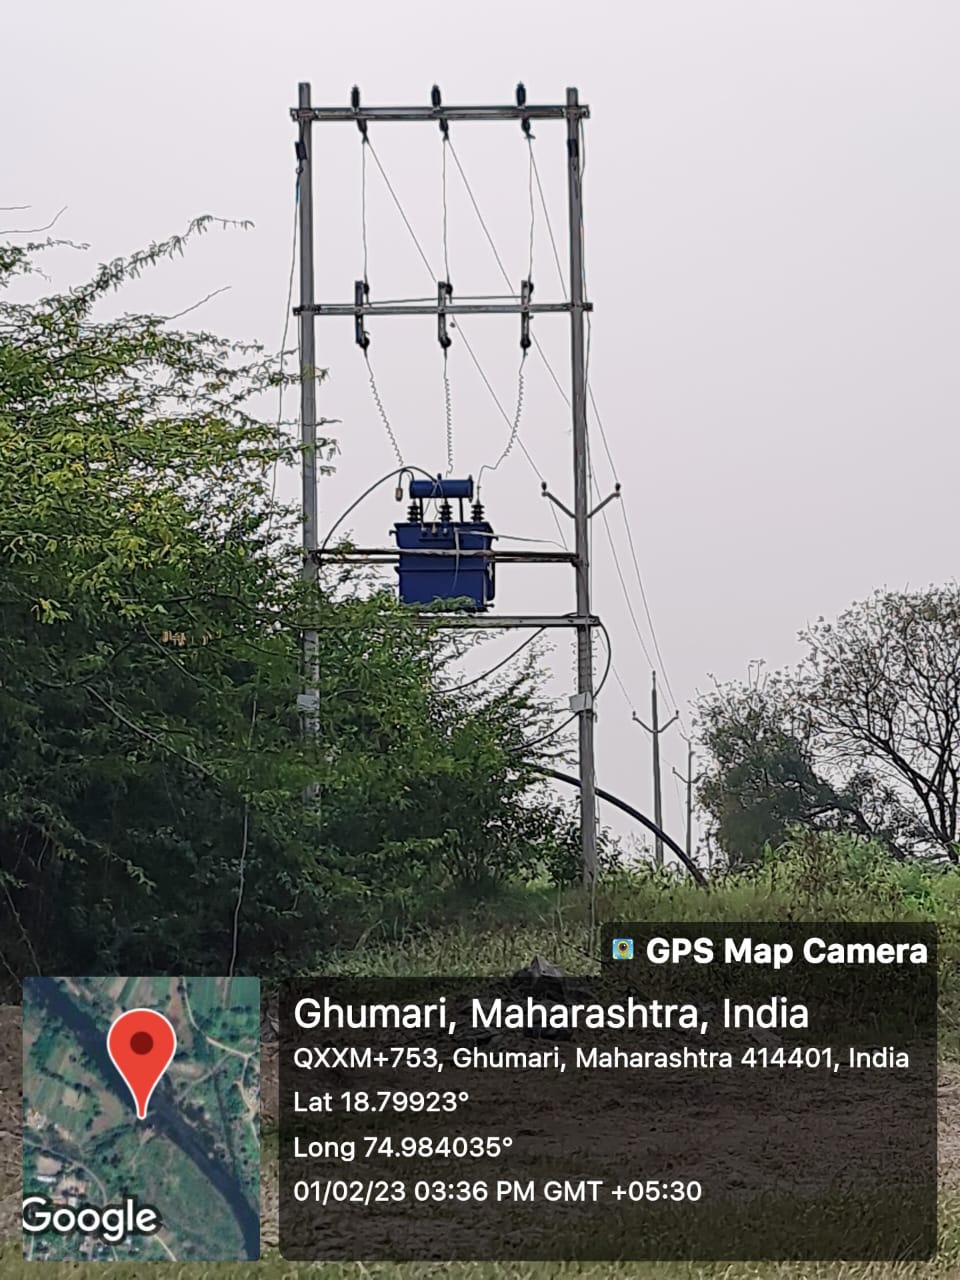 GPS Map Camera
Ghumari, Maharashtra, India
QXXM+753, Ghumari, Maharashtra 414401, India
Lat 18.79923°
Long 74.984035°
01/02/23 03:36 PM GMT +05:30
Google